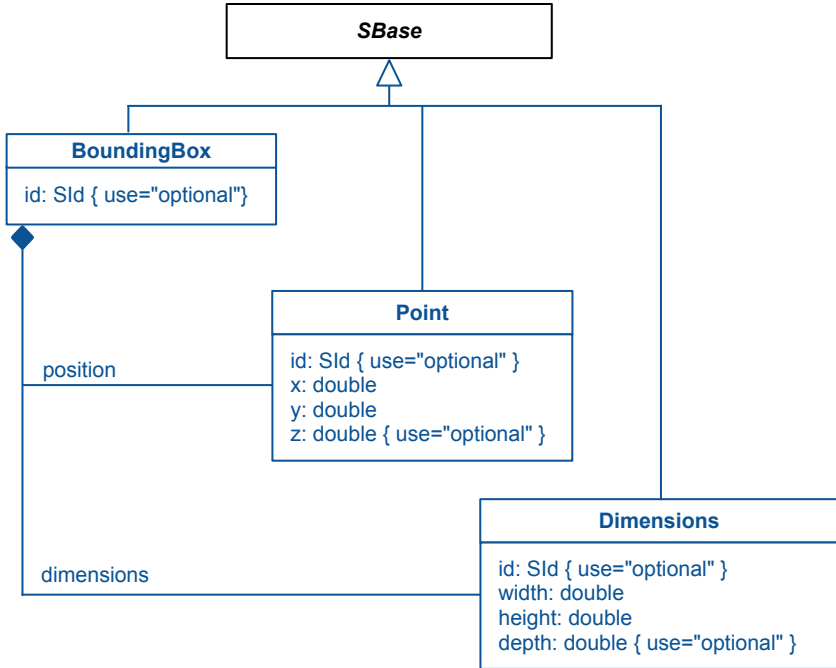 SBase
BoundingBox
id: SId { use="optional"}
Point
id: SId { use="optional" }
x: double
y: double
z: double { use="optional" }
position
Dimensions
id: SId { use="optional" }
width: double
height: double
depth: double { use="optional" }
dimensions